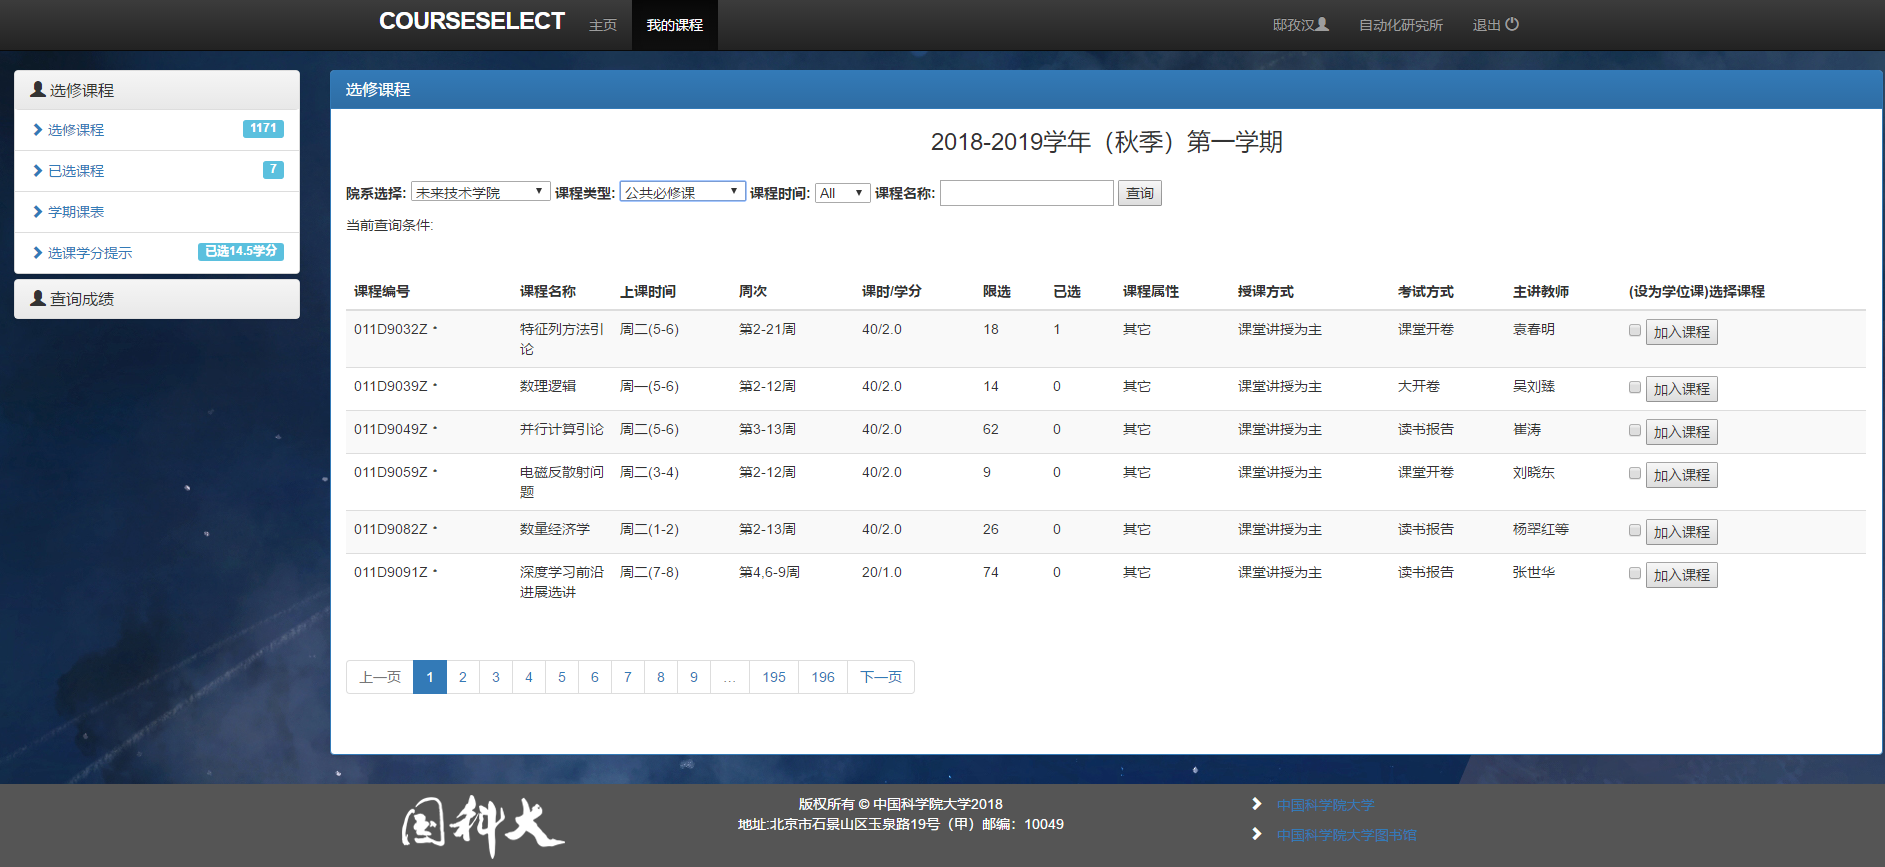 COURSESELECT 主页 我的课程 邸孜汉 自动化研究所 退出
选修课程
选修课程 1171
已选课程 7
学期课表
选课学分提示 已选14.5学分
查询成绩
选修课程
2018-2019学年（秋季）第一学期
院系选择: 未来技术学院 课程类型: 公共必修课 课程时间: All 课程名称: 查询
当前查询条件:
课程编号 课程名称 上课时间 周次 课时/学分 限选 已选 课程属性 授课方式 考试方式 主讲教师 (设为学位课)选择课程
011D9032Z * 特征列方法引 周二(5-6) 第2-21周 40/2.0 18 1 其它 课堂讲授为主 课堂开卷 袁春明 加入课程
论
011D9039Z * 数理逻辑 周一(5-6) 第2-12周 40/2.0 14 0 其它 课堂讲授为主 大开卷 吴刘臻 加入课程
011D9049Z * 并行计算引论 周二(5-6) 第3-13周 40/2.0 62 0 其它 课堂讲授为主 读书报告 崔涛 加入课程
011D9059Z * 电磁反散射问 周二(3-4) 第2-12周 40/2.0 9 0 其它 课堂讲授为主 课堂开卷 刘晓东 加入课程
题
011D9082Z * 数量经济学 周二(1-2) 第2-13周 40/2.0 26 0 其它 课堂讲授为主 读书报告 杨翠红等 加入课程
011D9091Z * 深度学习前沿 周二(7-8) 第4,6-9周 20/1.0 74 0 其它 课堂讲授为主 读书报告 张世华 加入课程
进展选讲
上一页 1 2 3 4 5 6 7 8 9 … 195 196 下一页
国科大
版权所有 © 中国科学院大学2018
地址:北京市石景山区玉泉路19号（甲）邮编：10049
中国科学院大学
中国科学院大学图书馆